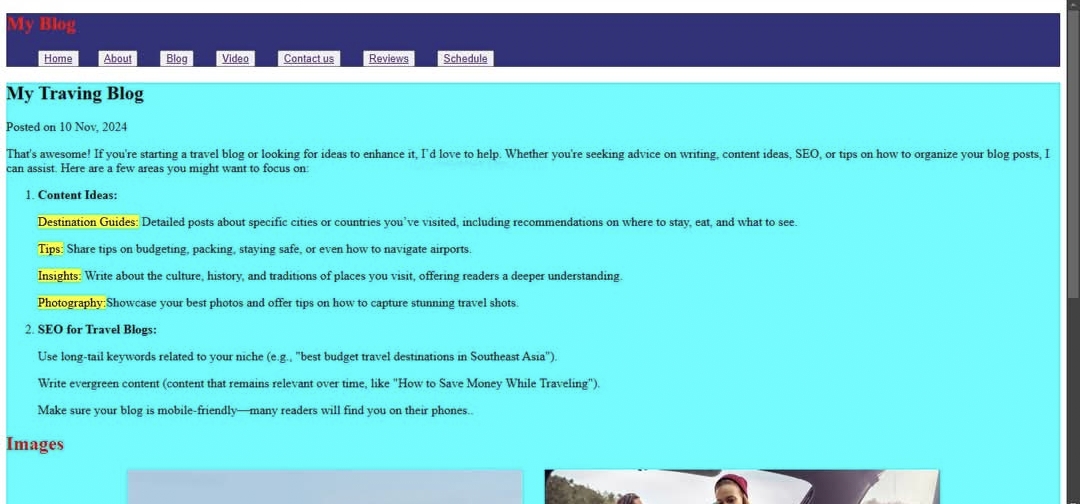 My Blog
Home About Blog Video Contact us Reviews Schedule
My Traving Blog
Posted on 10 Nov, 2024
That's awesome! If you're starting a travel blog or looking for ideas to enhance it, I'd love to help. Whether you're seeking advice on writing, content ideas, SEO, or tips on how to organize your blog posts, I
can assist. Here are a few areas you might want to focus on:
1. Content Ideas:
Destination Guides: Detailed posts about specific cities or countries you’ve visited, including recommendations on where to stay, eat, and what to see.
Tips: Share tips on budgeting, packing, staying safe, or even how to navigate airports.
Insights: Write about the culture, history, and traditions of places you visit, offering readers a deeper understanding.
Photography:Showcase your best photos and offer tips on how to capture stunning travel shots.
2. SEO for Travel Blogs:
Use long-tail keywords related to your niche (e.g., "best budget travel destinations in Southeast Asia").
Write evergreen content (content that remains relevant over time, like "How to Save Money While Traveling").
Make sure your blog is mobile-friendly—many readers will find you on their phones..
Images